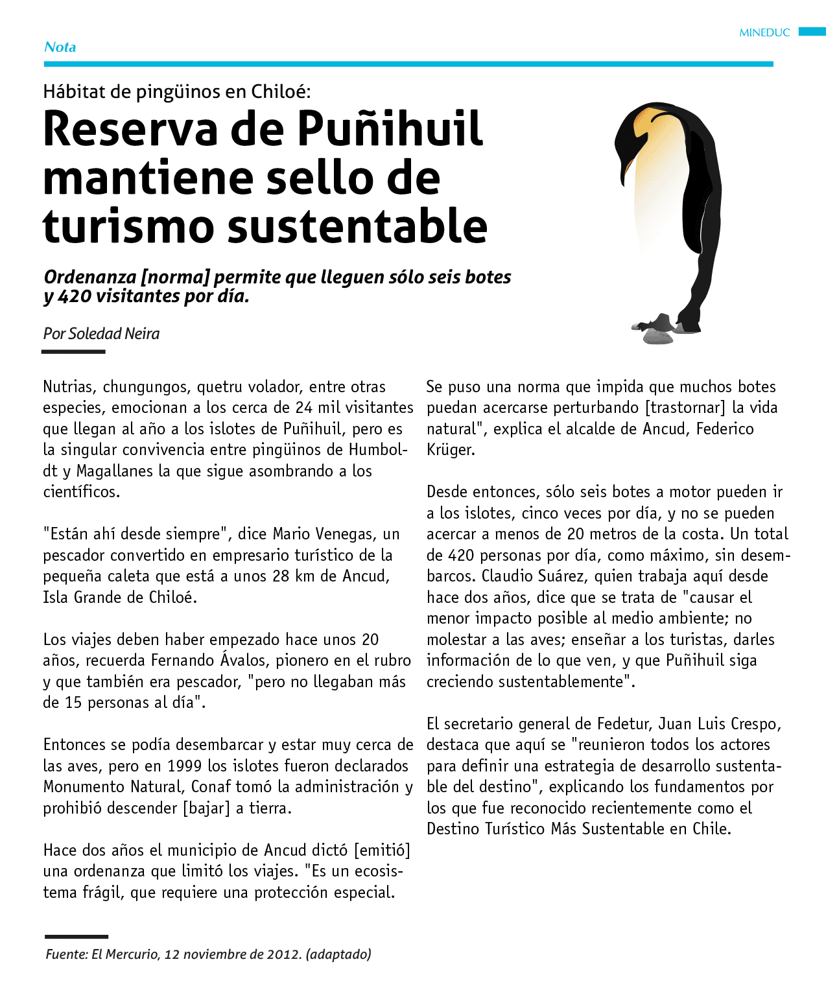 MINEDUC
Nota
Hábitat de pingüinos en Chiloé:
Reserva de Puñihuil
mantiene sello de
turismo sustentable
Ordenanza [norma] permite que lleguen sólo seis botes
y 420 visitantes por día.
Por Soledad Neira
Nutrias, chungungos, quetru volador, entre otras
especies, emocionan a los cerca de 24 mil visitantes
que llegan al año a los islotes de Puñihuil, pero es
la singular convivencia entre pingüinos de Humbol-
dt y Magallanes la que sigue asombrando a los
científicos.
"Están ahí desde siempre", dice Mario Venegas, un
pescador convertido en empresario turístico de la
pequeña caleta que está a unos 28 km de Ancud,
Isla Grande de Chiloé.
Los viajes deben haber empezado hace unos 20
años, recuerda Fernando Ávalos, pionero en el rubro
y que también era pescador, "pero no llegaban más
de 15 personas al día".
Entonces se podía desembarcar y estar muy cerca de
las aves, pero en 1999 los islotes fueron declarados
Monumento Natural, Conaf tomó la administración y
prohibió descender [bajar] a tierra.
Hace dos años el municipio de Ancud dictó [emitió]
una ordenanza que limitó los viajes. "Es un ecosis-
tema frágil, que requiere una protección especial.
Se puso una norma que impida que muchos botes
puedan acercarse perturbando [trastornar] la vida
natural", explica el alcalde de Ancud, Federico
Krüger.
Desde entonces, sólo seis botes a motor pueden ir
a los islotes, cinco veces por día, y no se pueden
acercar a menos de 20 metros de la costa. Un total
de 420 personas por día, como máximo, sin desem-
barcos. Claudio Suárez, quien trabaja aquí desde
hace dos años, dice que se trata de "causar el
menor impacto posible al medio ambiente; no
molestar a las aves; enseñar a los turistas, darles
información de lo que ven, y que Puñihuil siga
creciendo sustentablemente".
El secretario general de Fedetur, Juan Luis Crespo,
destaca que aquí se "reunieron todos los actores
para definir una estrategia de desarrollo sustenta-
ble del destino", explicando los fundamentos por
los que fue reconocido recientemente como el
Destino Turístico Más Sustentable en Chile.
Fuente: El Mercurio, 12 noviembre de 2012. (adaptado)